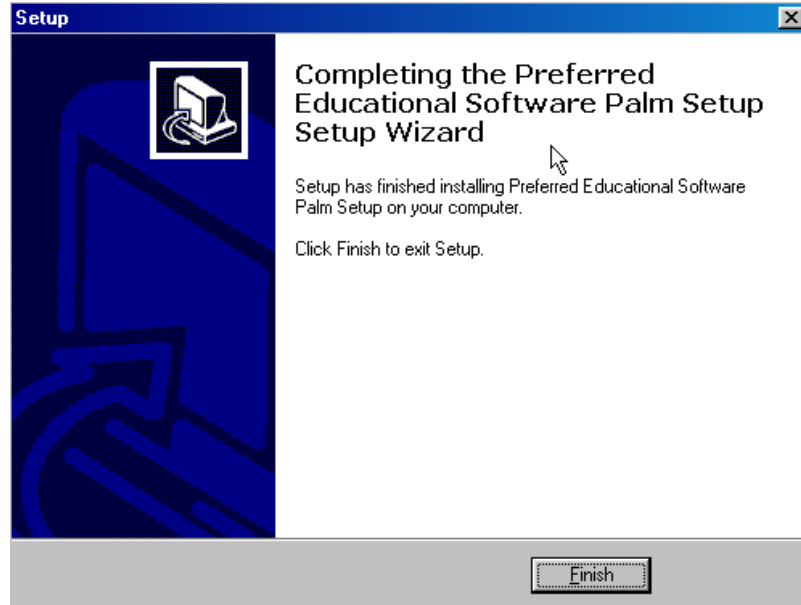 Setup
Completing the Preferred
Educational Software Palm Setup
Setup Wizard
Setup has finished installing Preferred Educational Software
Palm Setup on your computer.
Click Finish to exit Setup.
Finish